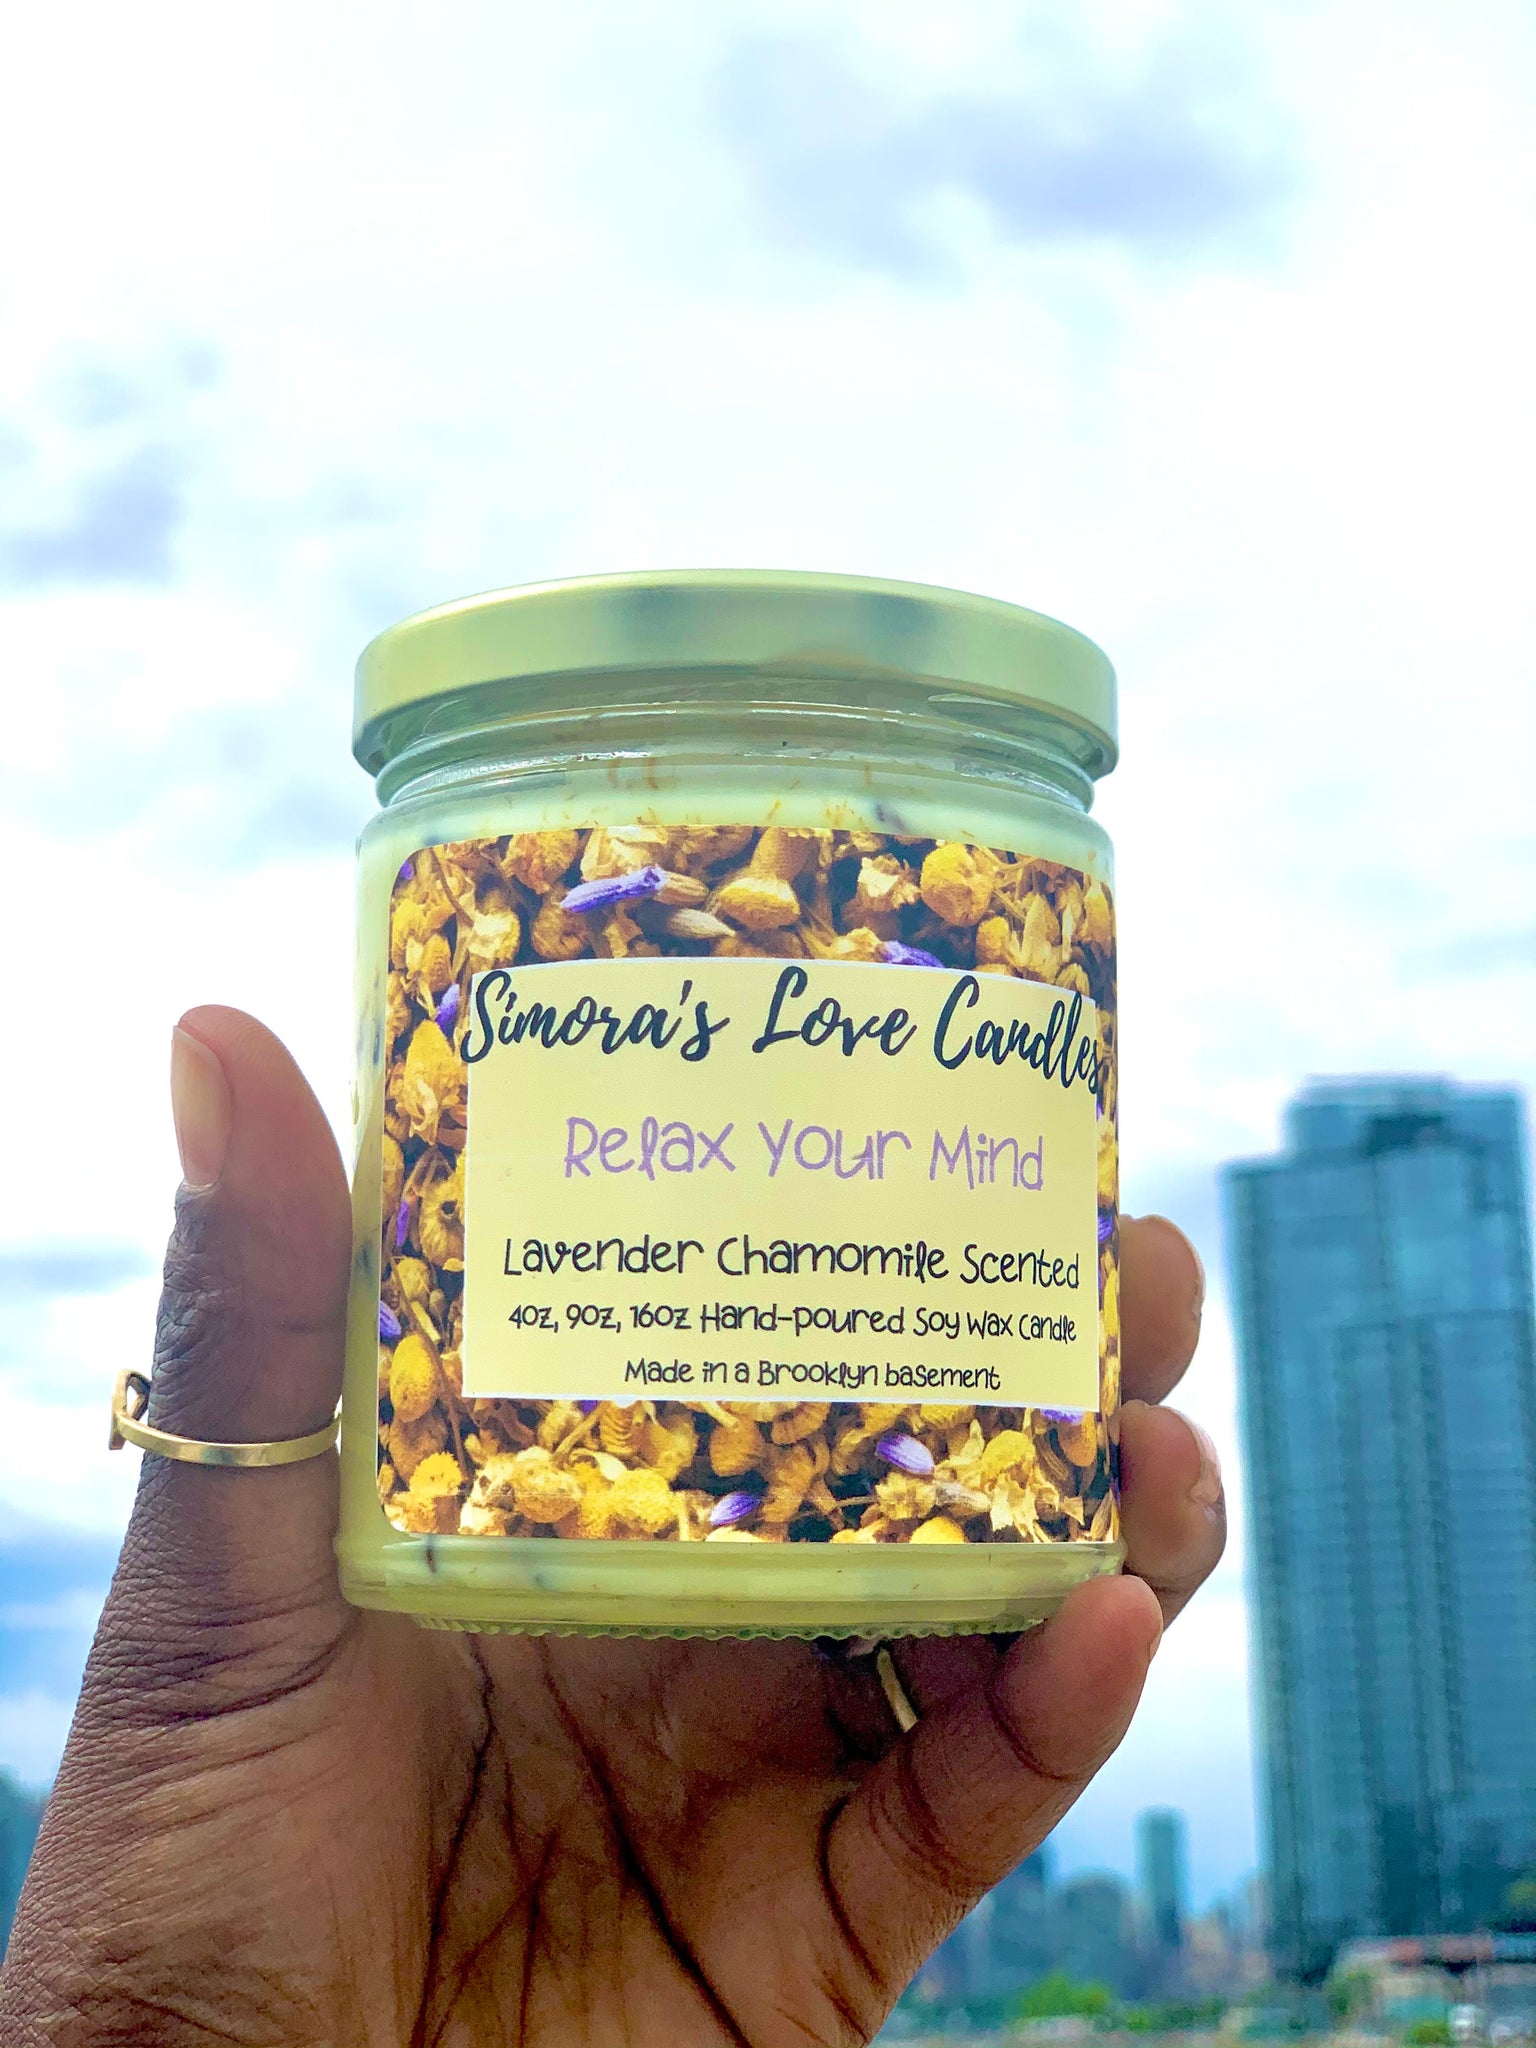 Simora's Love Candles
Relax Your Mind
Lavender Chamomile Scented
4oz, 9oz, 16oz Hand-poured Soy Wax Candle
Made in a Brooklyn basement